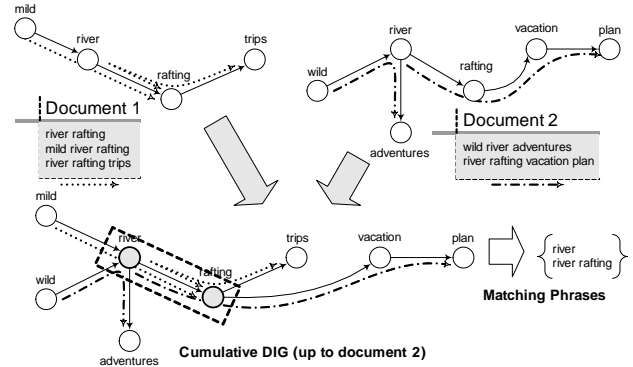 mild
river
rafting
trips
Document 1
river rafting
mild river rafting
river rafting trips
wild
river
rafting
vacation
plan
adventures
Document 2
wild river adventures
river rafting vacation plan
mild
river
wild
rafting
trips
vacation
plan
adventures
river
river rafting
Matching Phrases
Cumulative DIG (up to document 2)